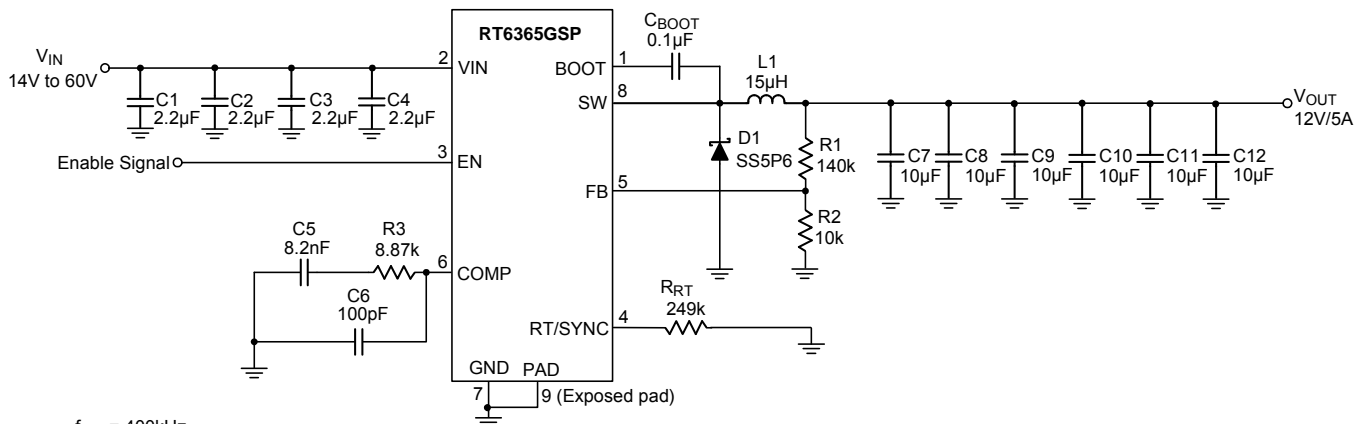 RT6365GSP
CBOOT
0.1µF
VIN
14V to 60V
2
VIN
BOOT
1
L1
15µH
SW
8
VOUT
12V/5A
C1
2.2µF
C2
2.2µF
C3
2.2µF
C4
2.2µF
D1
SS5P6
R1
140k
C7
10µF
C8
10µF
C9
10µF
C10
10µF
C11
10µF
C12
10µF
Enable Signal
3
EN
FB
5
R2
10k
C5
8.2nF
R3
8.87k
6
COMP
C6
100pF
RRT
249k
RT/SYNC
4
GND
PAD
7
9 (Exposed pad)